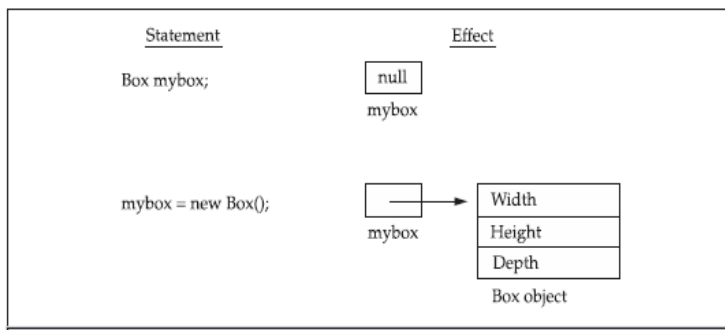 Statement Effect
Box mybox; null
mybox
mybox = new Box(); Width
mybox Height
Depth
Box object